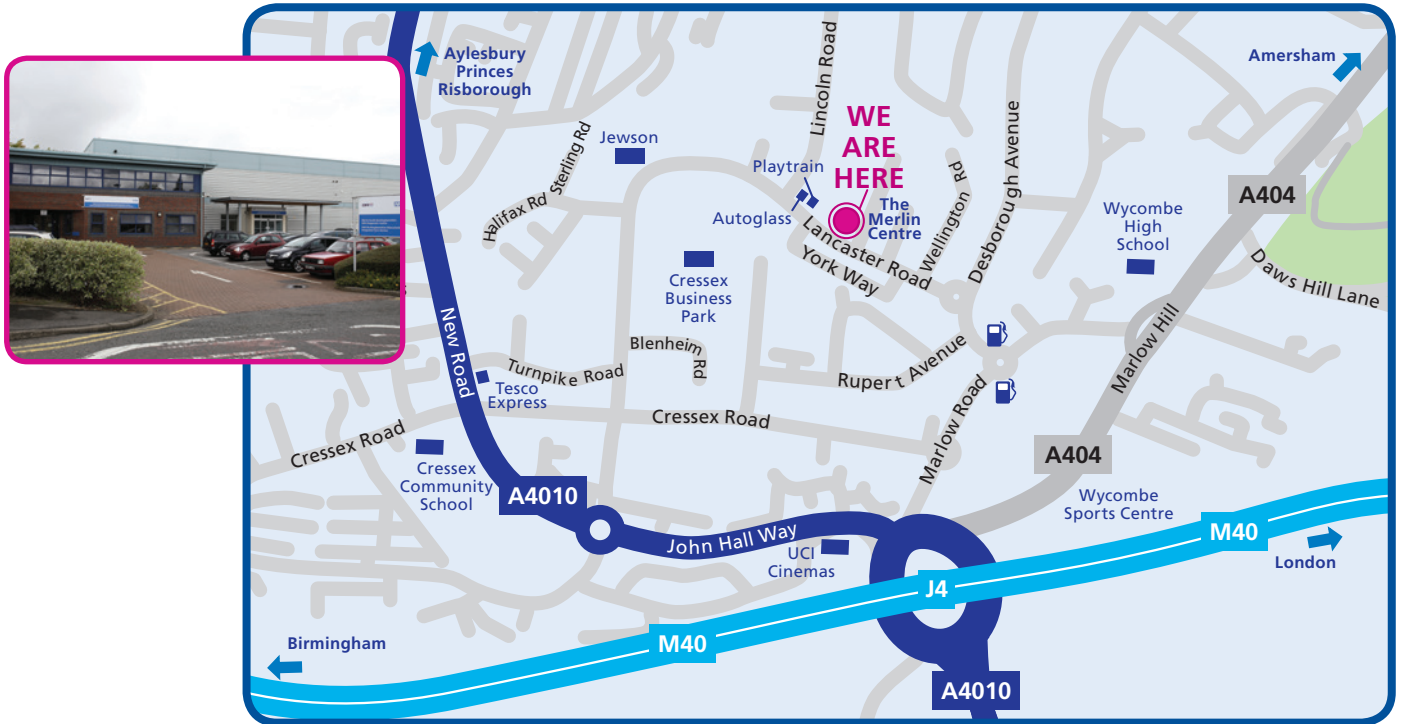 Aylesbury
Princes
Risborough
Amersham
Lincoln Road
WE
ARE
HERE
Jewson
Sterling Rd
Halifax Rd
Playtrain
Autoglass
The
Merlin
Centre
Lancaster Road
York Way
Wellington Rd
Desborough Avenue
Wycombe
High
School
A404
Daws Hill Lane
Cressex
Business
Park
New Road
Turnpike Road
Blenheim Rd
Tesco
Express
Rupert Avenue
Marlow Hill
Marlow Road
Cressex Road
Cressex Road
Cressex
Community
School
A4010
A404
Wycombe
Sports Centre
John Hall Way
UCI
Cinemas
M40
London
J4
M40
Birmingham
A4010